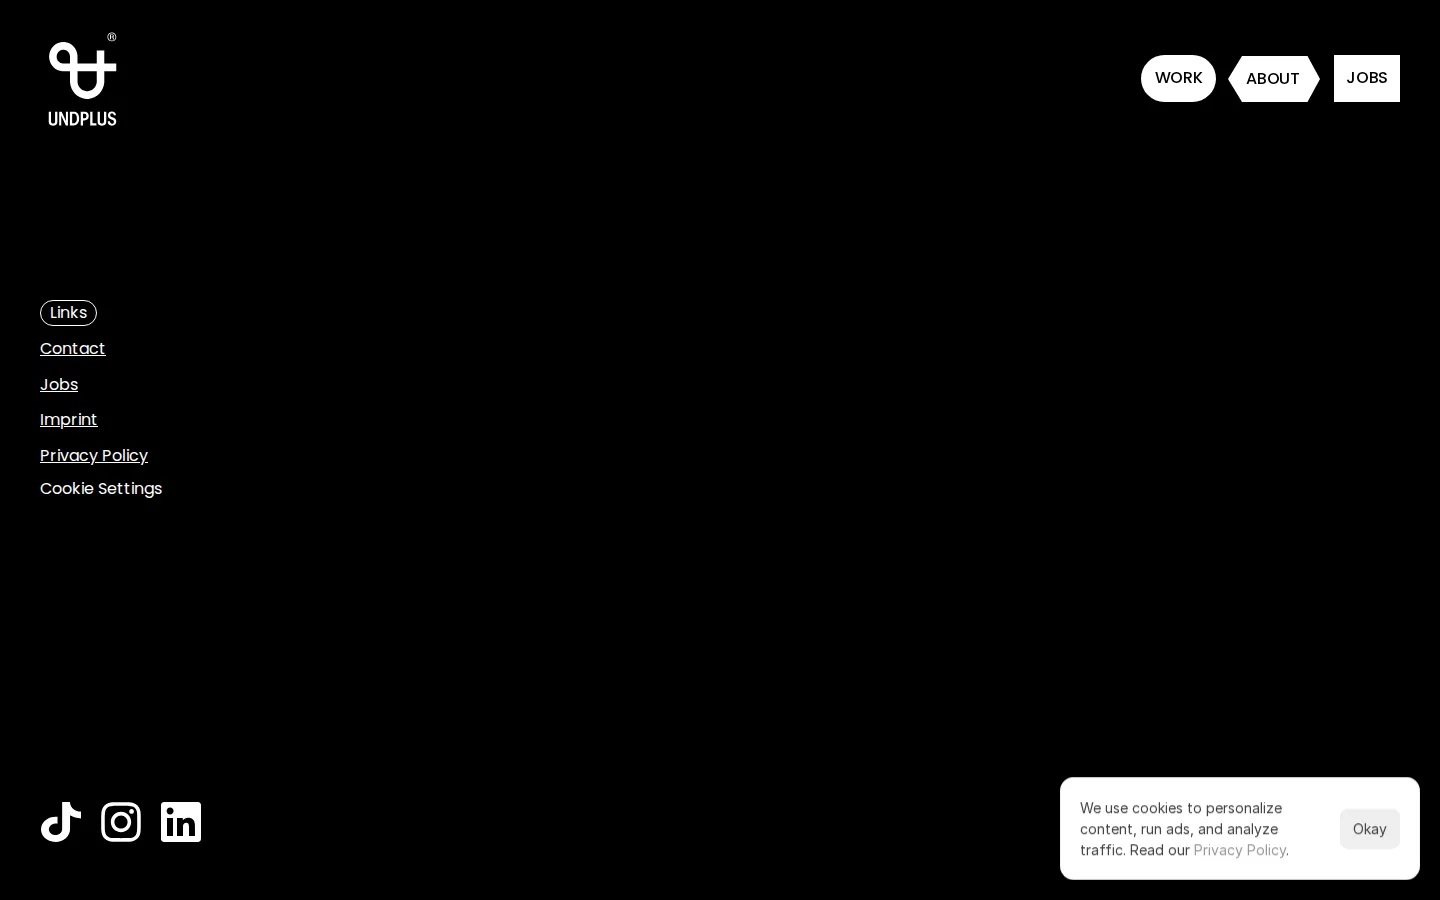 ®
UNDPLUS
WORK
ABOUT
JOBS
Links
Contact
Jobs
Imprint
Privacy Policy
Cookie Settings
in
We use cookies to personalize
content, run ads, and analyze
traffic. Read our Privacy Policy.
Okay